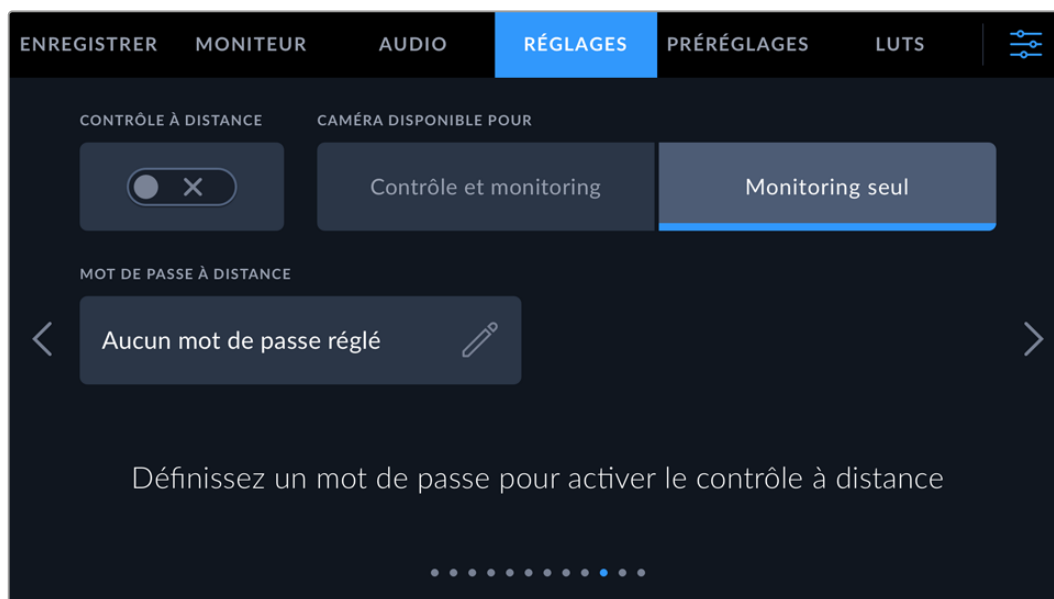 ENREGISTRER MONITEUR AUDIO RÉGLAGES PRÉRÉGLAGES LUTS
CONTRÔLE À DISTANCE CAMÉRA DISPONIBLE POUR
Contrôle et monitoring Monitoring seul
MOT DE PASSE À DISTANCE
Aucun mot de passe réglé
Définissez un mot de passe pour activer le contrôle à distance